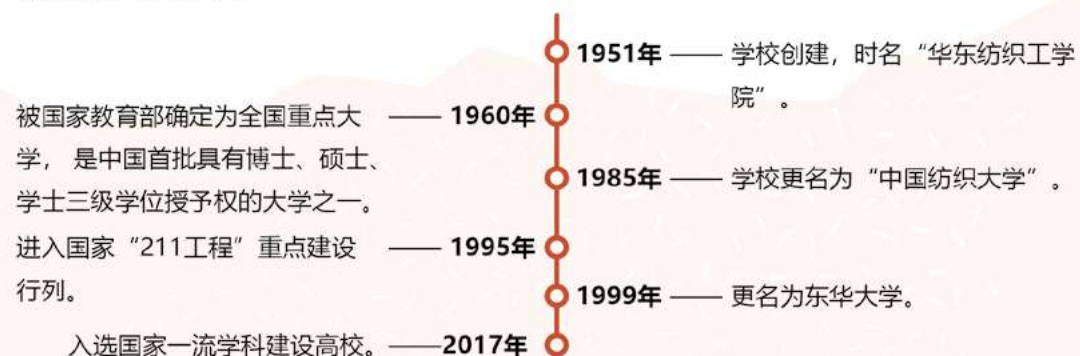 1951年 —— 学校创建，时名“华东纺织工学
院”。
被国家教育部确定为全国重点大 —— 1960年
学， 是中国首批具有博士、硕士、
学士三级学位授予权的大学之一。
1985年 —— 学校更名为“中国纺织大学”。
进入国家“211工程”重点建设 —— 1995年
行列。
1999年 —— 更名为东华大学。
入选国家一流学科建设高校。——2017年